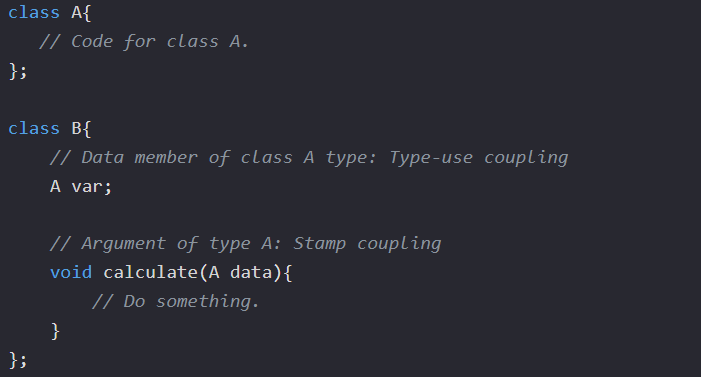 class A{
// Code for class A.
};
class B{
// Data member of class A type: Type-use coupling
A var;
// Argument of type A: Stamp coupling
void calculate(A data){
// Do something.
}
};